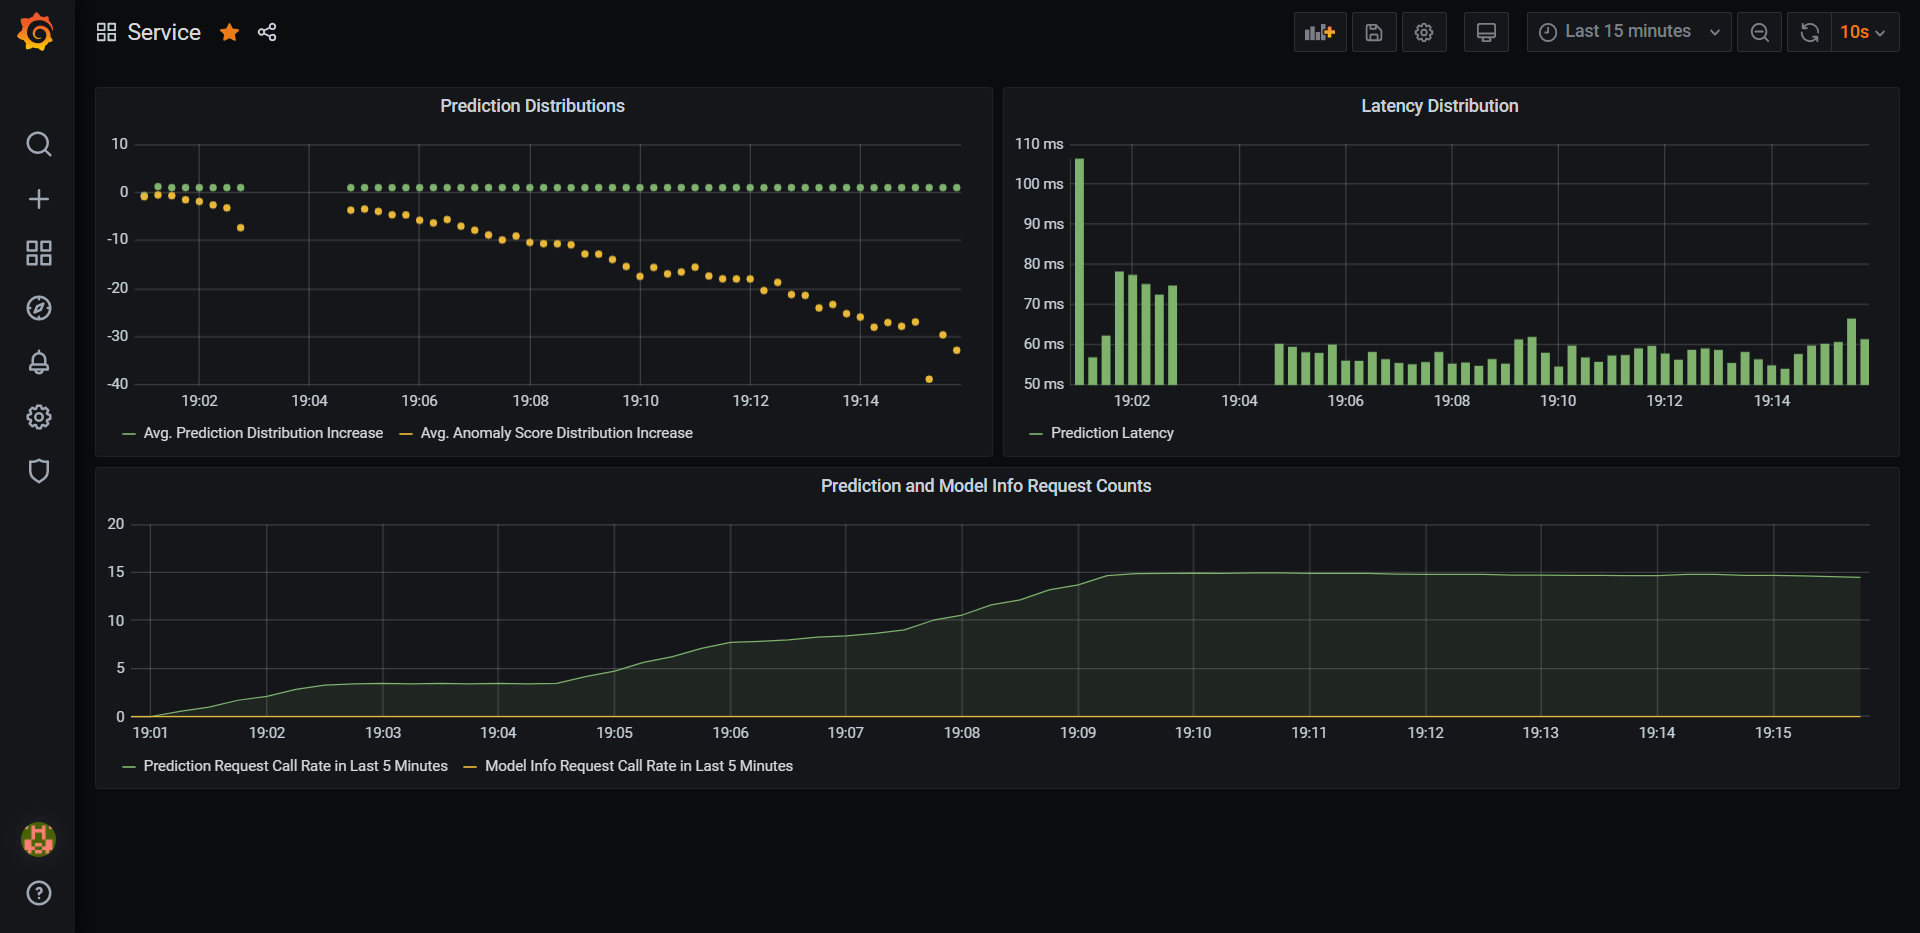 Service
Last 15 minutes
10s
Prediction Distributions
10
0
-10
-20
-30
-40
19:02 19:04 19:06 19:08 19:10 19:12 19:14
Avg. Prediction Distribution Increase Avg. Anomaly Score Distribution Increase
Latency Distribution
110 ms
100 ms
90 ms
80 ms
70 ms
60 ms
50 ms
19:02 19:04 19:06 19:08 19:10 19:12 19:14
Prediction Latency
Prediction and Model Info Request Counts
20
15
10
5
0
19:01 19:02 19:03 19:04 19:05 19:06 19:07 19:08 19:09 19:10 19:11 19:12 19:13 19:14 19:15
Prediction Request Call Rate in Last 5 Minutes Model Info Request Call Rate in Last 5 Minutes